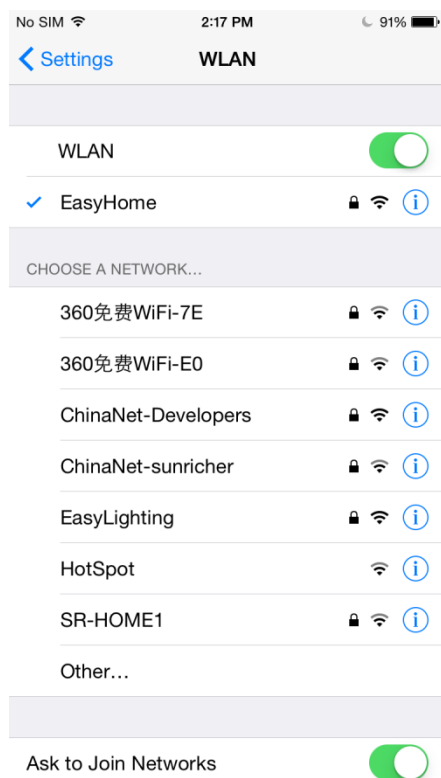 No SIM 2:17 PM 91%
Settings WLAN
WLAN
EasyHome
CHOOSE A NETWORK...
360免费WiFi-7E
360免费WiFi-E0
ChinaNet-Developers
ChinaNet-sunricher
EasyLighting
HotSpot
SR-HOME1
Other...
Ask to Join Networks